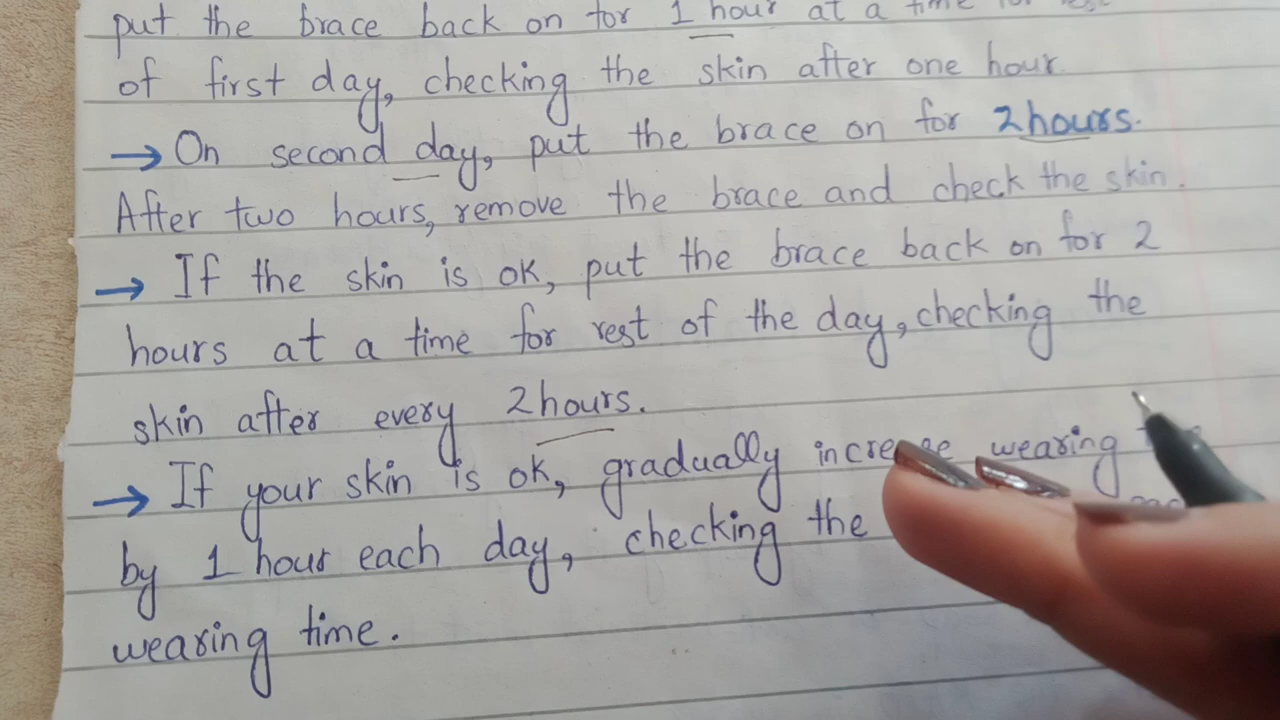 put the brace back on for 1 hour at a time for rest
of first day, checking the skin after one hour
→ On second day, put the brace on for 2 hours.
After two hours, remove the brace and check the skin.
→ If the skin is ok, put the brace back on for 2
hours at a time for rest of the day, checking the
skin after every 2 hours.
→ If your skin is ok, gradually increase wearing
by 1 hour each day, checking the
wearing time.